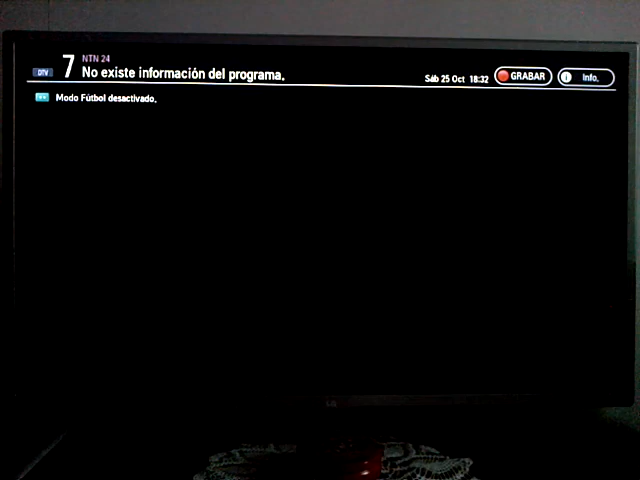 NTN 24
DTV 7 No existe información del programa.
Sáb 25 Oct 18:32 GRABAR i Info.
Modo Fútbol desactivado.
LG